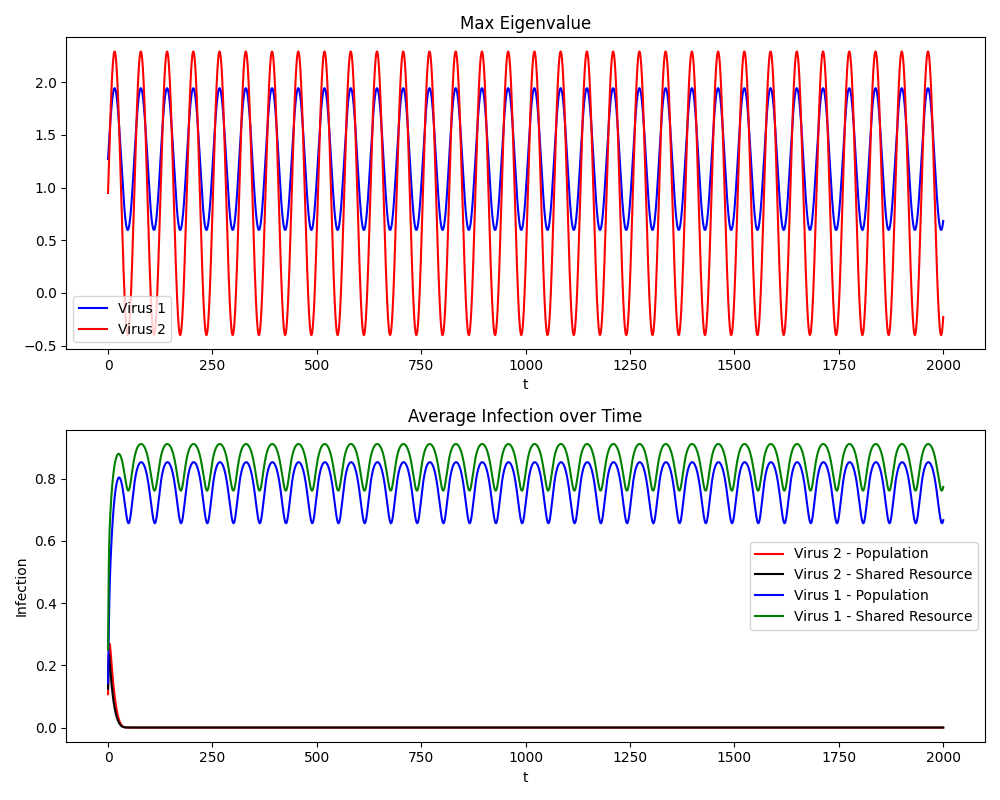 Max Eigenvalue
2.0
1.5
1.0
0.5
0.0
−0.5
Virus 1
Virus 2
0 250 500 750 1000 1250 1500 1750 2000
t
Average Infection over Time
Infection
0.8
0.6
0.4
0.2
0.0
Virus 2 - Population
Virus 2 - Shared Resource
Virus 1 - Population
Virus 1 - Shared Resource
0 250 500 750 1000 1250 1500 1750 2000
t